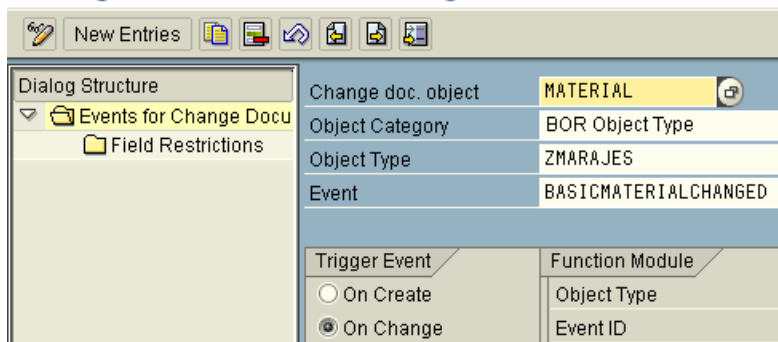 New Entries
Dialog Structure
Events for Change Docu
Field Restrictions
Change doc. object MATERIAL
Object Category BOR Object Type
Object Type ZMARAJES
Event BASICMATERIALCHANGED
Trigger Event Function Module
On Create Object Type
On Change Event ID